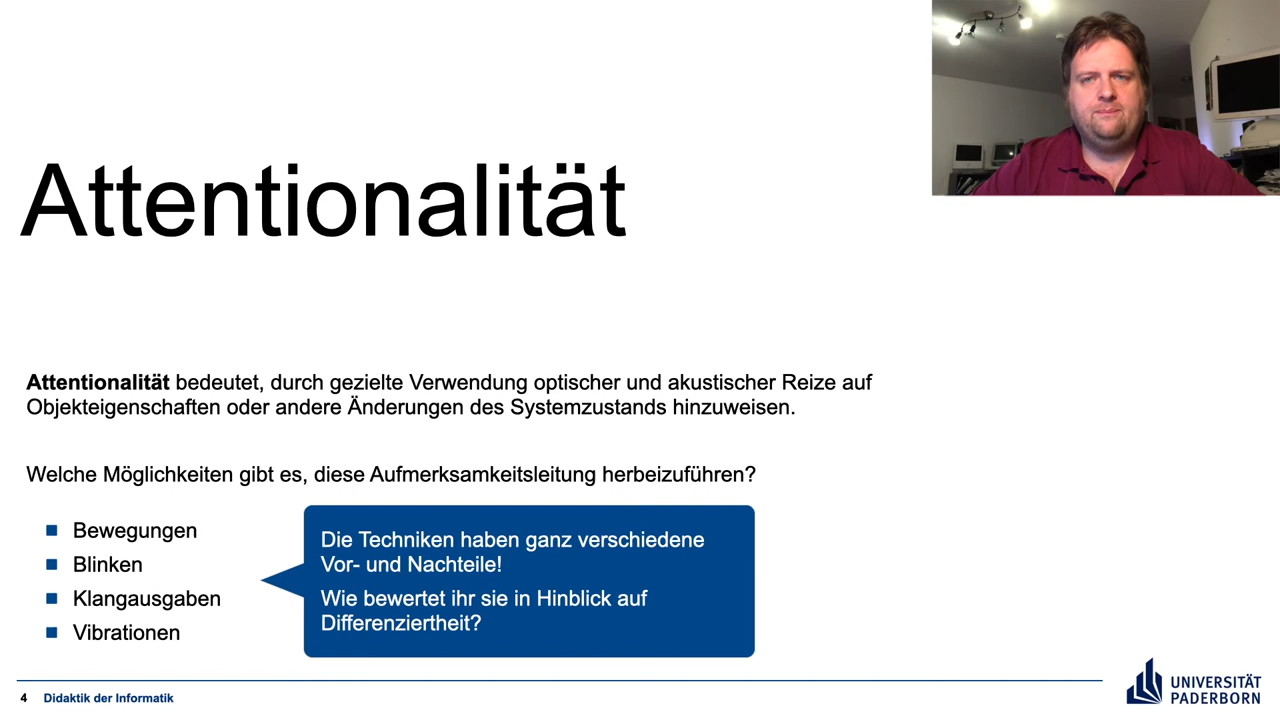 Attentionalität
Attentionalität bedeutet, durch gezielte Verwendung optischer und akustischer Reize auf
Objekteigenschaften oder andere Änderungen des Systemzustands hinzuweisen.
Welche Möglichkeiten gibt es, diese Aufmerksamkeitsleitung herbeizuführen?
Bewegungen
Blinken
Klangausgaben
Vibrationen
Die Techniken haben ganz verschiedene
Vor- und Nachteile!
Wie bewertet ihr sie in Hinblick auf
Differenziertheit?
4 Didaktik der Informatik
UNIVERSITÄT
PADERBORN